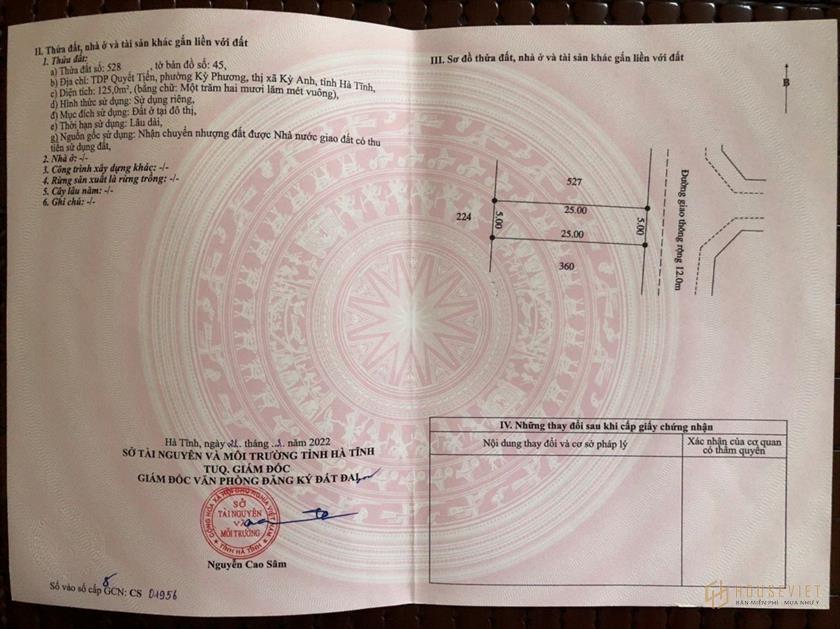 II. Thửa đất, nhà ở và tài sản khác gắn liền với đất
1. Thửa đất:
a) Thửa đất số: 528 , tờ bản đồ số: 45,
b) Địa chỉ: TDP Quyết Tiến, phường Kỳ Phương, thị xã Kỳ Anh, tỉnh Hà Tĩnh,
c) Diện tích: 125,0m², (bằng chữ: Một trăm hai mươi lăm mét vuông),
d) Hình thức sử dụng: Sử dụng riêng,
đ) Mục đích sử dụng: Đất ở tại đô thị,
e) Thời hạn sử dụng: Lâu dài,
g) Nguồn gốc sử dụng: Nhận chuyển nhượng đất được Nhà nước giao đất có thu
tiền sử dụng đất,
2. Nhà ở: -/-
3. Công trình xây dựng khác: -/-
4. Rừng sản xuất là rừng trồng: -/-
5. Cây lâu năm: -/-
6. Ghi chú: -/-
Hà Tĩnh, ngày tháng năm 2022
SỞ TÀI NGUYÊN VÀ MÔI TRƯỜNG TỈNH HÀ TĨNH
TUQ. GIÁM ĐỐC
GIÁM ĐỐC VĂN PHÒNG ĐĂNG KÝ ĐẤT ĐAI
SỞ
TÀI NGUYÊN
VÀ
MÔI TRƯỜNG
TỈNH HÀ TĨNH
Nguyễn Cao Sâm
Số vào sổ cấp GCN: CS 01956
III. Sơ đồ thửa đất, nhà ở và tài sản khác gắn liền với đất
B
527
224
5.00
25.00
5.00
25.00
360
Đường giao thông rộng 12.0m
IV. Những thay đổi sau khi cấp giấy chứng nhận
Nội dung thay đổi và cơ sở pháp lý
Xác nhận của cơ quan
có thẩm quyền
HOUSEVIET
BÁN MIỄN PHÍ - MUA NHƯ Ý